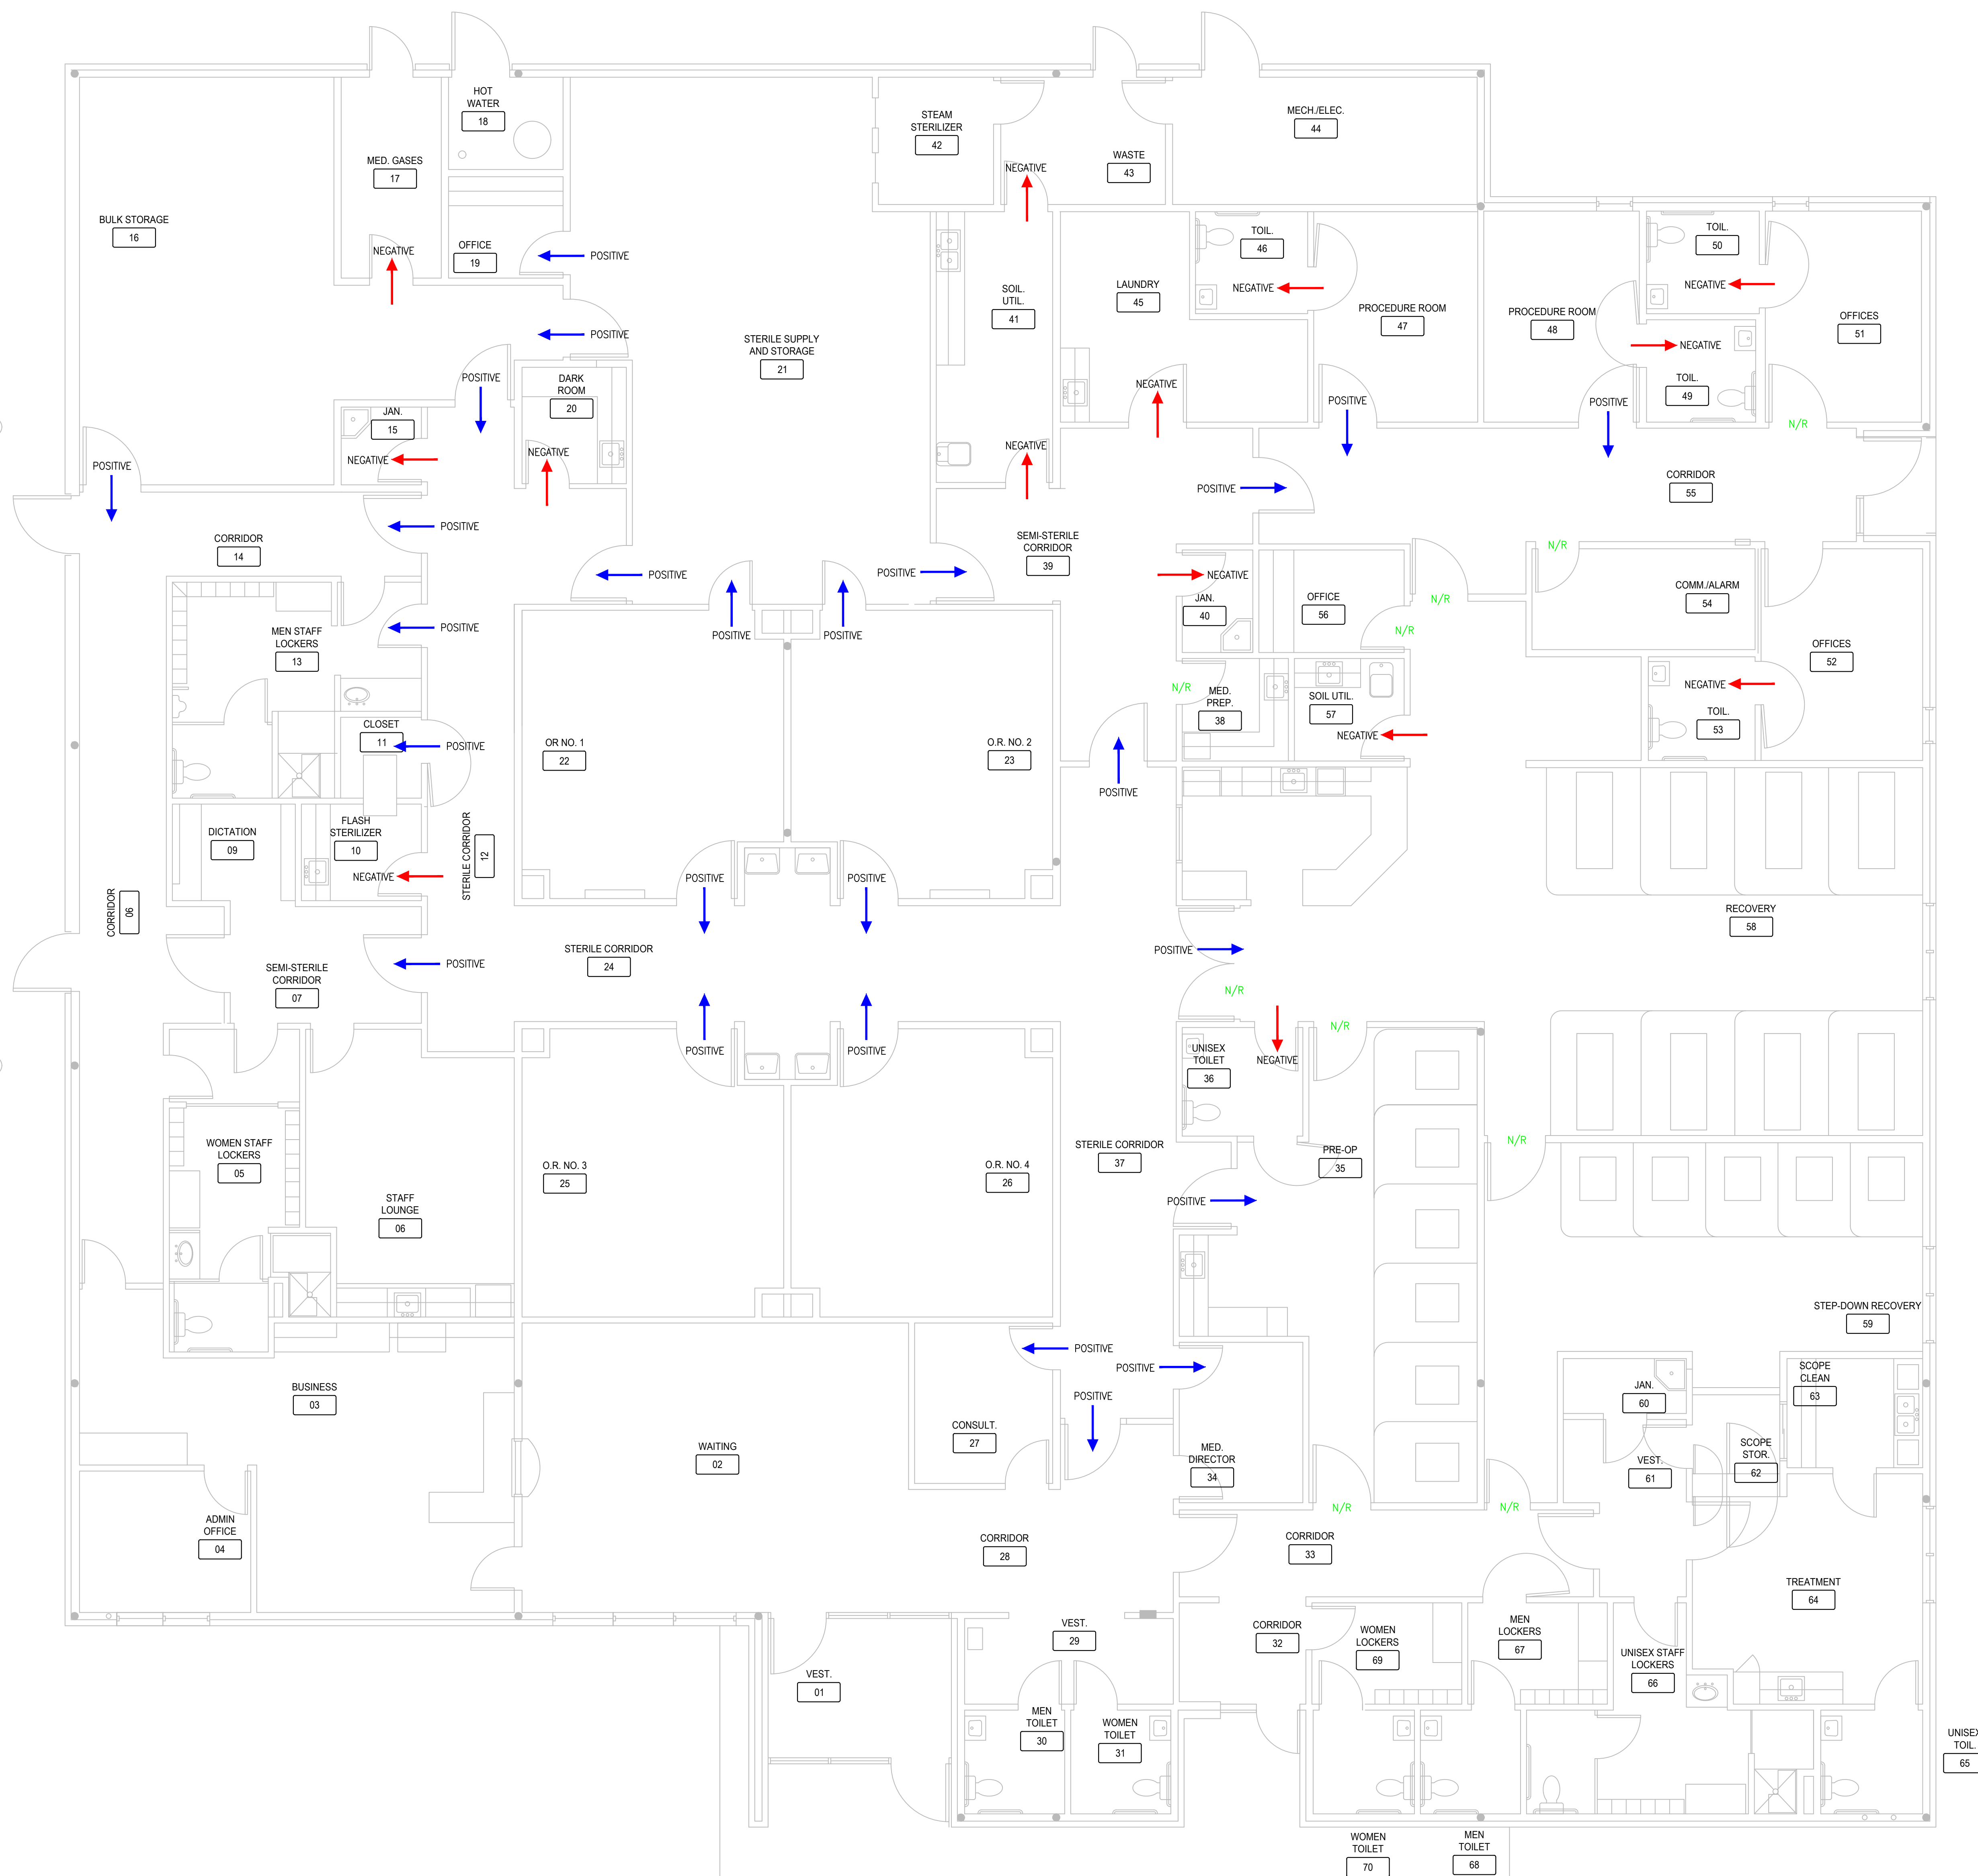 HOT
WATER
18
STEAM
STERILIZER
42
MECH./ELEC.
44
MED. GASES
17
WASTE
43
NEGATIVE
BULK STORAGE
16
OFFICE
19
NEGATIVE
POSITIVE
TOIL.
46
TOIL.
50
SOIL.
UTIL.
41
LAUNDRY
45
NEGATIVE
NEGATIVE
PROCEDURE ROOM
47
PROCEDURE ROOM
48
OFFICES
51
POSITIVE
STERILE SUPPLY
AND STORAGE
21
NEGATIVE
POSITIVE
DARK
ROOM
20
NEGATIVE
TOIL.
49
POSITIVE
POSITIVE
JAN.
15
N/R
NEGATIVE
NEGATIVE
NEGATIVE
POSITIVE
CORRIDOR
55
POSITIVE
POSITIVE
CORRIDOR
14
SEMI-STERILE
CORRIDOR
39
N/R
POSITIVE
POSITIVE
NEGATIVE
COMM./ALARM
54
JAN.
40
OFFICE
56
N/R
POSITIVE
POSITIVE
POSITIVE
N/R
MEN STAFF
LOCKERS
13
OFFICES
52
N/R
MED.
PREP.
38
SOIL UTIL.
57
NEGATIVE
TOIL.
53
CLOSET
11
POSITIVE
OR NO. 1
22
O.R. NO. 2
23
NEGATIVE
POSITIVE
DICTATION
09
FLASH
STERILIZER
10
NEGATIVE
STERILE CORRIDOR
12
POSITIVE
POSITIVE
CORRIDOR
06
RECOVERY
58
STERILE CORRIDOR
24
POSITIVE
POSITIVE
SEMI-STERILE
CORRIDOR
07
N/R
N/R
POSITIVE
POSITIVE
UNISEX
TOILET
36
NEGATIVE
WOMEN STAFF
LOCKERS
05
O.R. NO. 3
25
O.R. NO. 4
26
STERILE CORRIDOR
37
PRE-OP
35
N/R
POSITIVE
STAFF
LOUNGE
06
STEP-DOWN RECOVERY
59
POSITIVE
POSITIVE
BUSINESS
03
POSITIVE
SCOPE
CLEAN
63
JAN.
60
WAITING
02
CONSULT.
27
MED.
DIRECTOR
34
SCOPE
STOR.
62
VEST.
61
N/R
N/R
ADMIN
OFFICE
04
CORRIDOR
28
CORRIDOR
33
TREATMENT
64
VEST.
29
CORRIDOR
32
WOMEN
LOCKERS
69
MEN
LOCKERS
67
UNISEX STAFF
LOCKERS
66
VEST.
01
MEN
TOILET
30
WOMEN
TOILET
31
UNISEX
TOIL.
65
WOMEN
TOILET
70
MEN
TOILET
68